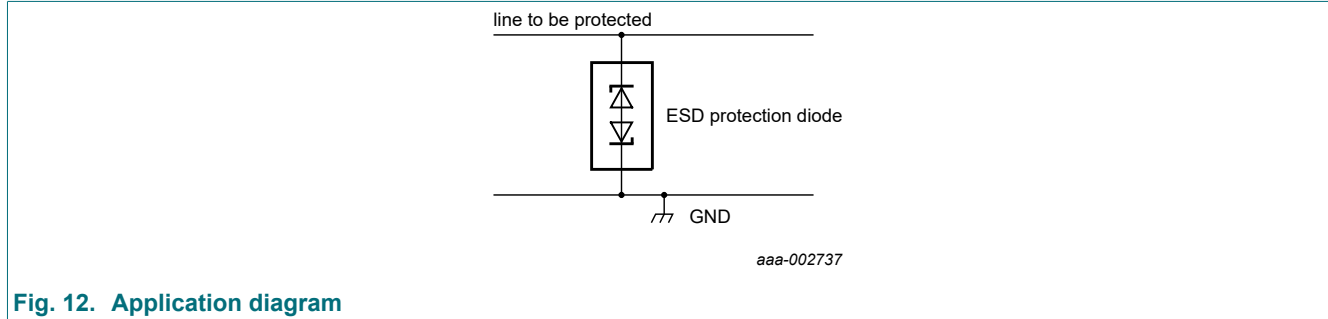 line to be protected
ESD protection diode
GND
aaa-002737
Fig. 12. Application diagram